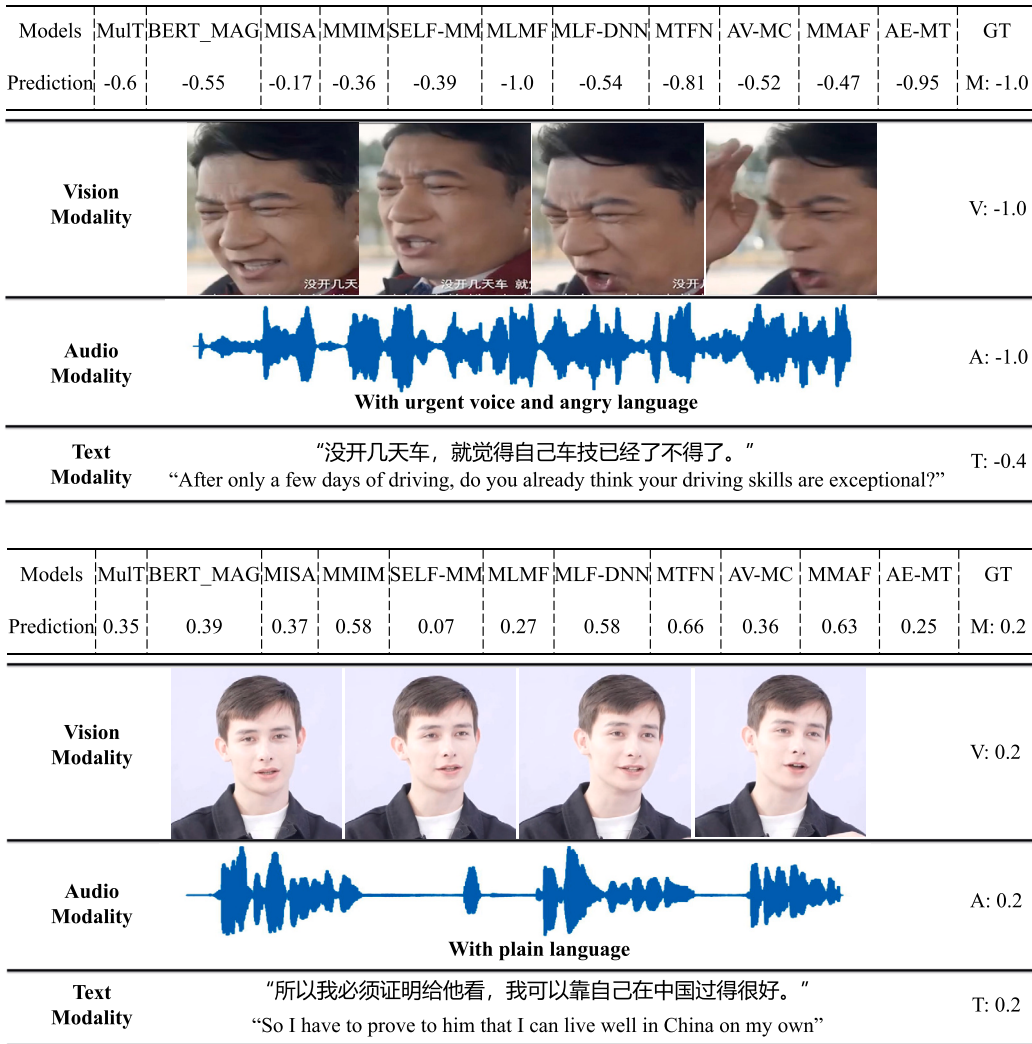 Models MulT BERT_MAG MISA MMIM SELF-MM MLMF MLF-DNN MTFN AV-MC MMAF AE-MT GT
Prediction -0.6 -0.55 -0.17 -0.36 -0.39 -1.0 -0.54 -0.81 -0.52 -0.47 -0.95 M: -1.0
Vision
Modality
V: -1.0
没开几天
没开几天车 就
没开
Audio
Modality
A: -1.0
With urgent voice and angry language
Text
Modality
“没开几天车，就觉得自己车技已经了不得了。”
“After only a few days of driving, do you already think your driving skills are exceptional?”
T: -0.4
Models MulT BERT_MAG MISA MMIM SELF-MM MLMF MLF-DNN MTFN AV-MC MMAF AE-MT GT
Prediction 0.35 0.39 0.37 0.58 0.07 0.27 0.58 0.66 0.36 0.63 0.25 M: 0.2
Vision
Modality
V: 0.2
Audio
Modality
A: 0.2
With plain language
Text
Modality
“所以我必须证明给他看，我可以靠自己在中国过得很好。”
“So I have to prove to him that I can live well in China on my own”
T: 0.2